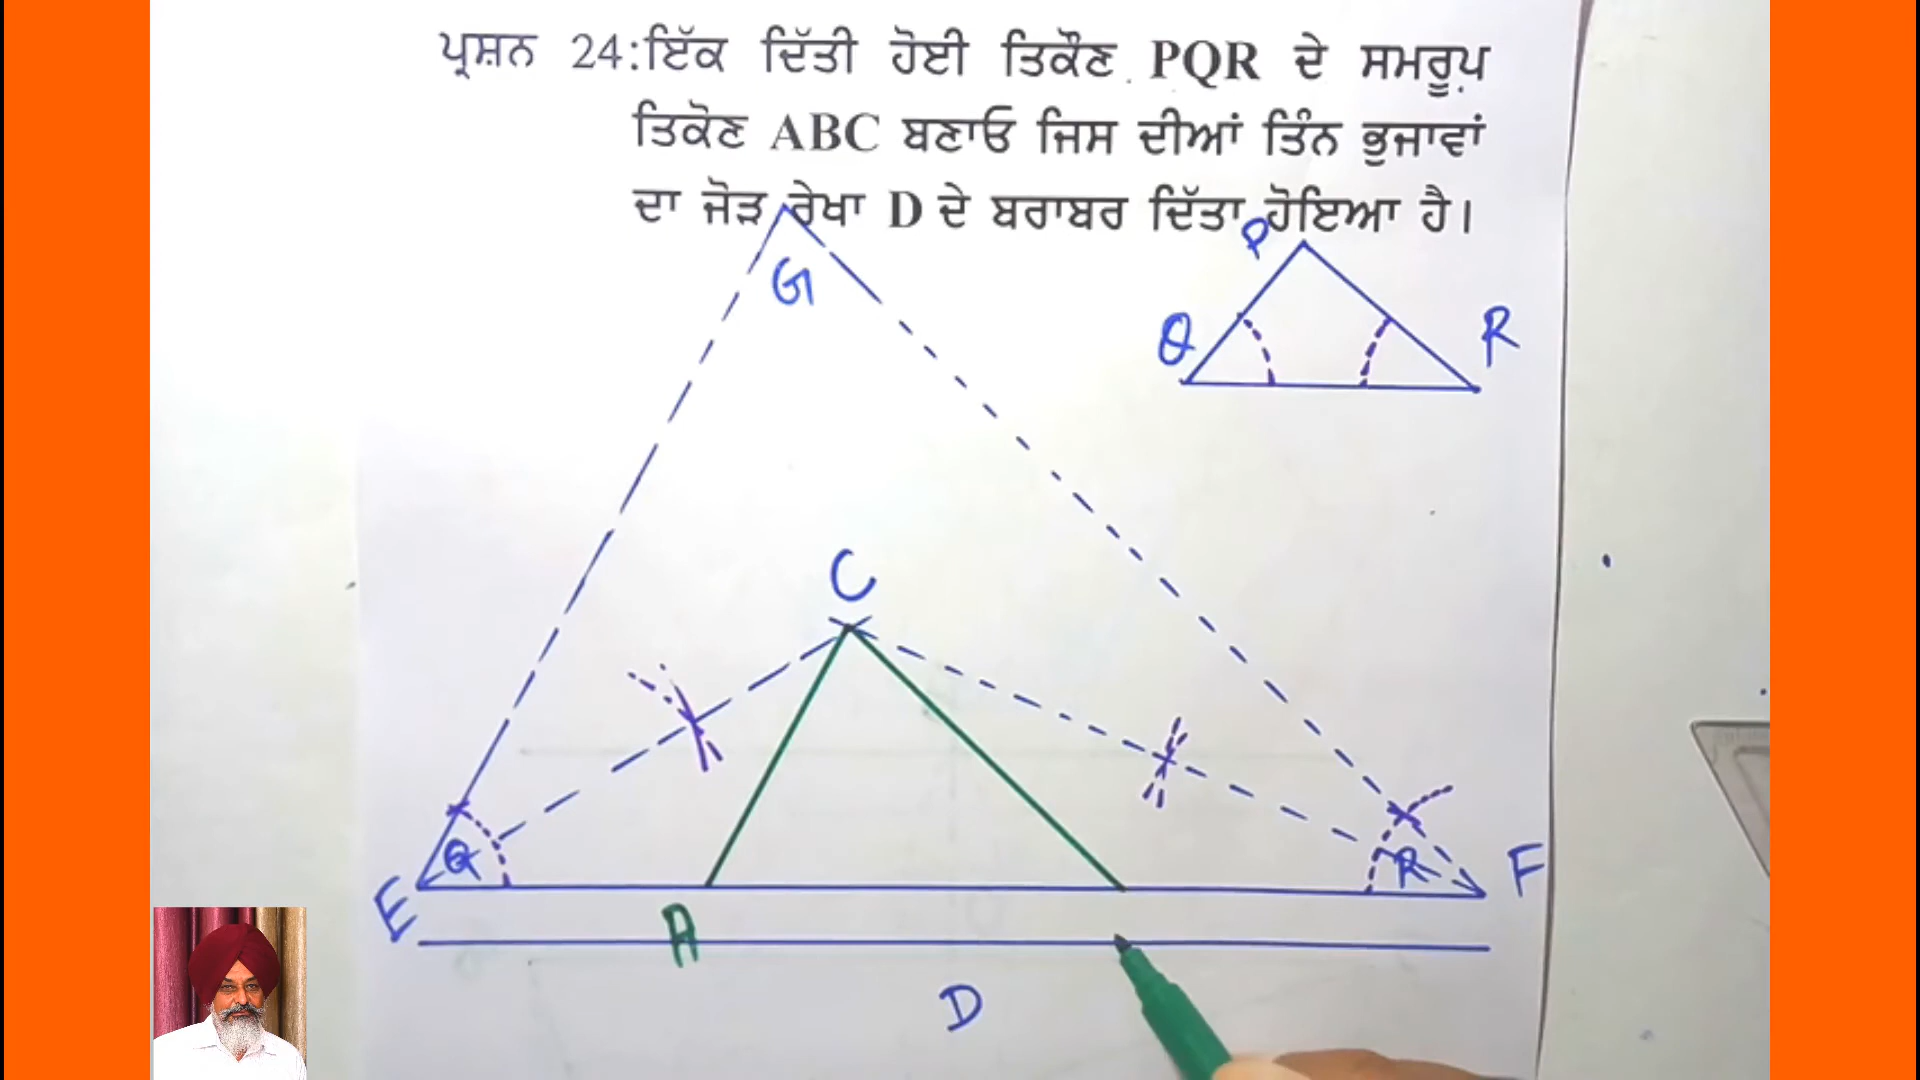 ਪ੍ਰਸ਼ਨ 24:ਇੱਕ ਦਿੱਤੀ ਹੋਈ ਤਿਕੌਣ PQR ਦੇ ਸਮਰੂਪ
ਤਿਕੋਣ ABC ਬਣਾਓ ਜਿਸ ਦੀਆਂ ਤਿੰਨ ਭੁਜਾਵਾਂ
ਦਾ ਜੋੜ ਰੇਖਾ D ਦੇ ਬਰਾਬਰ ਦਿੱਤਾ ਹੋਇਆ ਹੈ।
P
G
Q R
C
Q R
E F
A
D